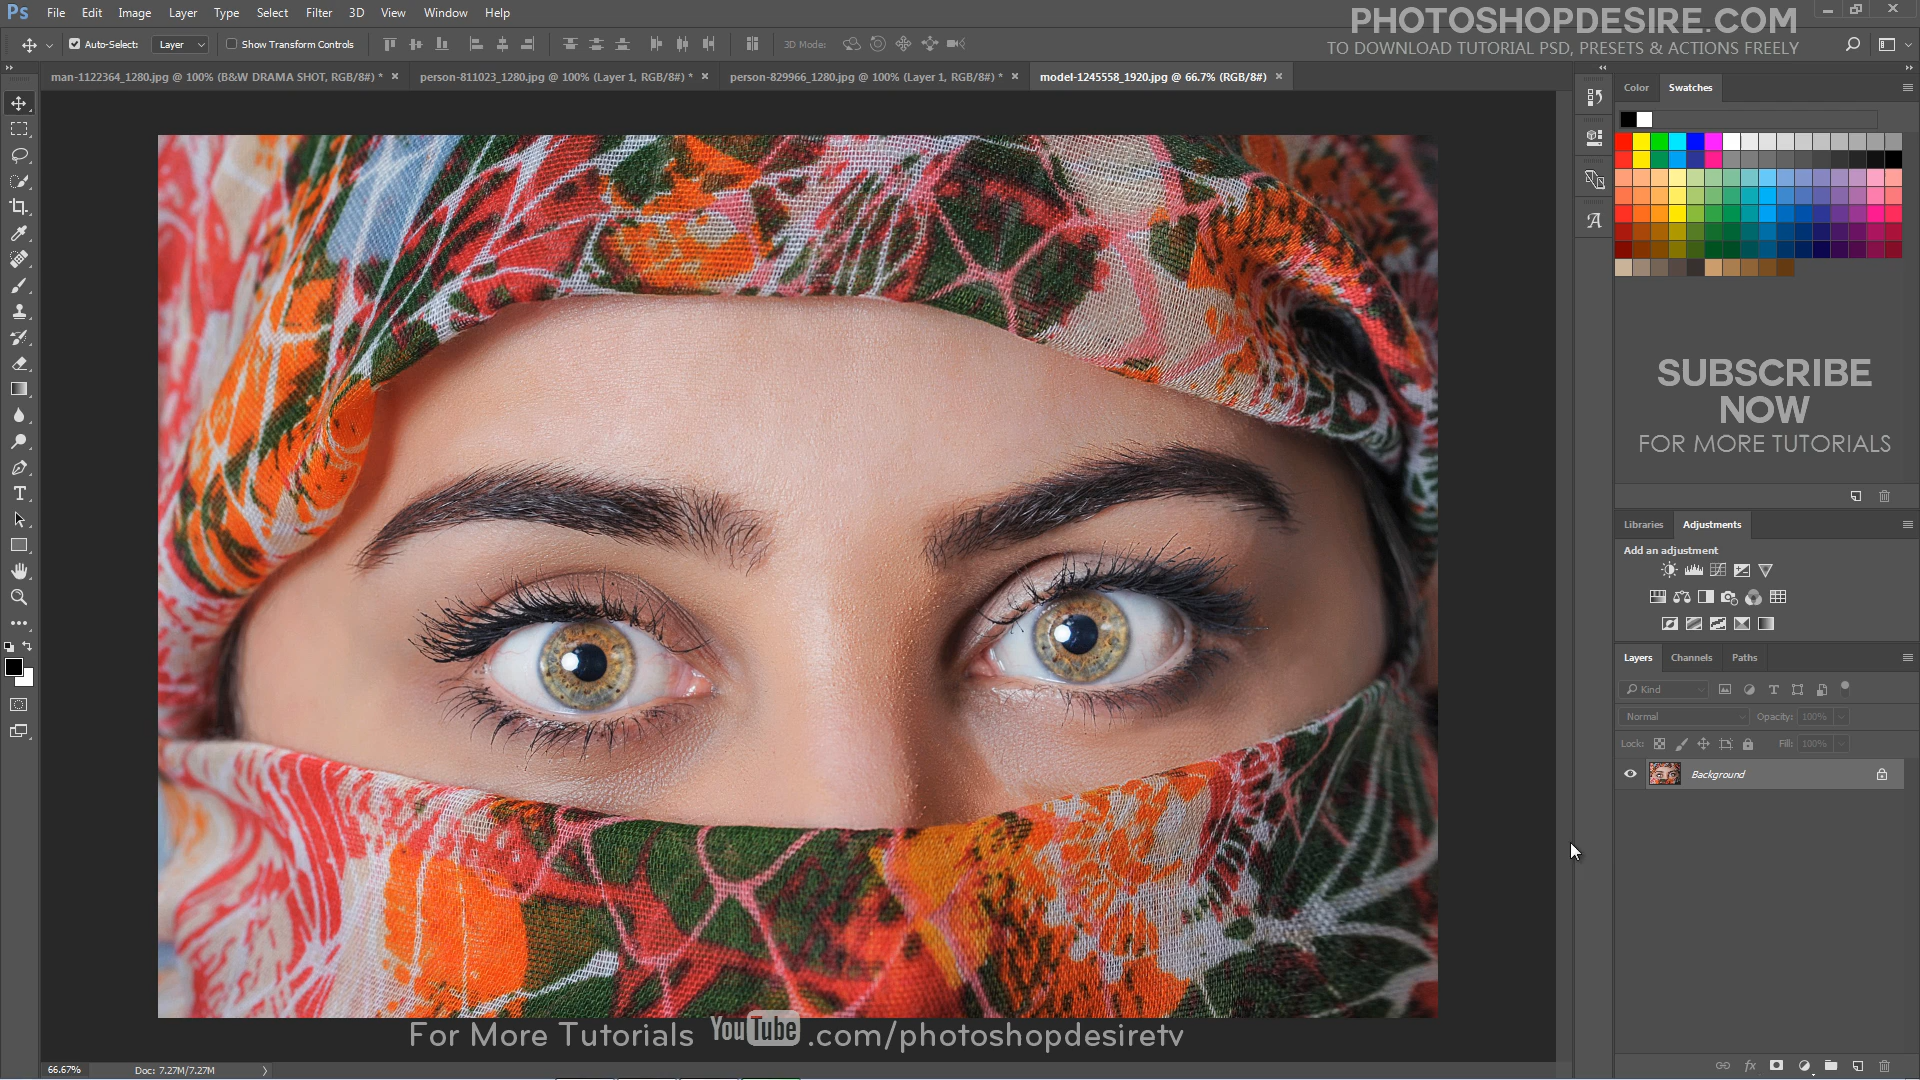 Ps File Edit Image Layer Type Select Filter 3D View Window Help
PHOTOSHOPDESIRE.COM
TO DOWNLOAD TUTORIAL PSD, PRESETS & ACTIONS FREELY
Auto-Select: Layer Show Transform Controls 3D Mode:
man-1122364_1280.jpg @ 100% (B&W DRAMA SHOT, RGB/8#) * person-811023_1280.jpg @ 100% (Layer 1, RGB/8#) * person-829966_1280.jpg @ 100% (Layer 1, RGB/8#) * model-1245558_1920.jpg @ 66.7% (RGB/8#)
Color Swatches
SUBSCRIBE
NOW
FOR MORE TUTORIALS
Libraries Adjustments
Add an adjustment
Layers Channels Paths
Kind
Normal Opacity: 100%
Lock: Fill: 100%
Background
For More Tutorials YouTube .com/photoshopdesiretv
66.67% Doc: 7.27M/7.27M